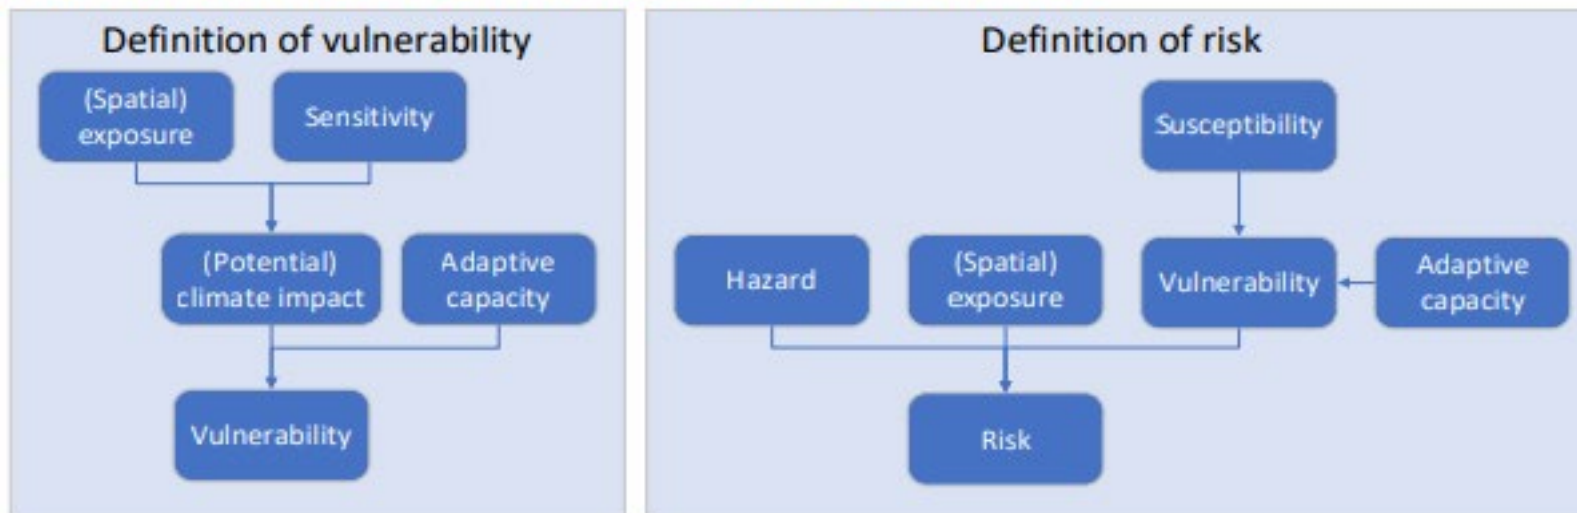 Definition of vulnerability
(Spatial)
exposure
Sensitivity
(Potential)
climate impact
Adaptive
capacity
Vulnerability
Definition of risk
Susceptibility
Hazard
(Spatial)
exposure
Vulnerability
Adaptive
capacity
Risk